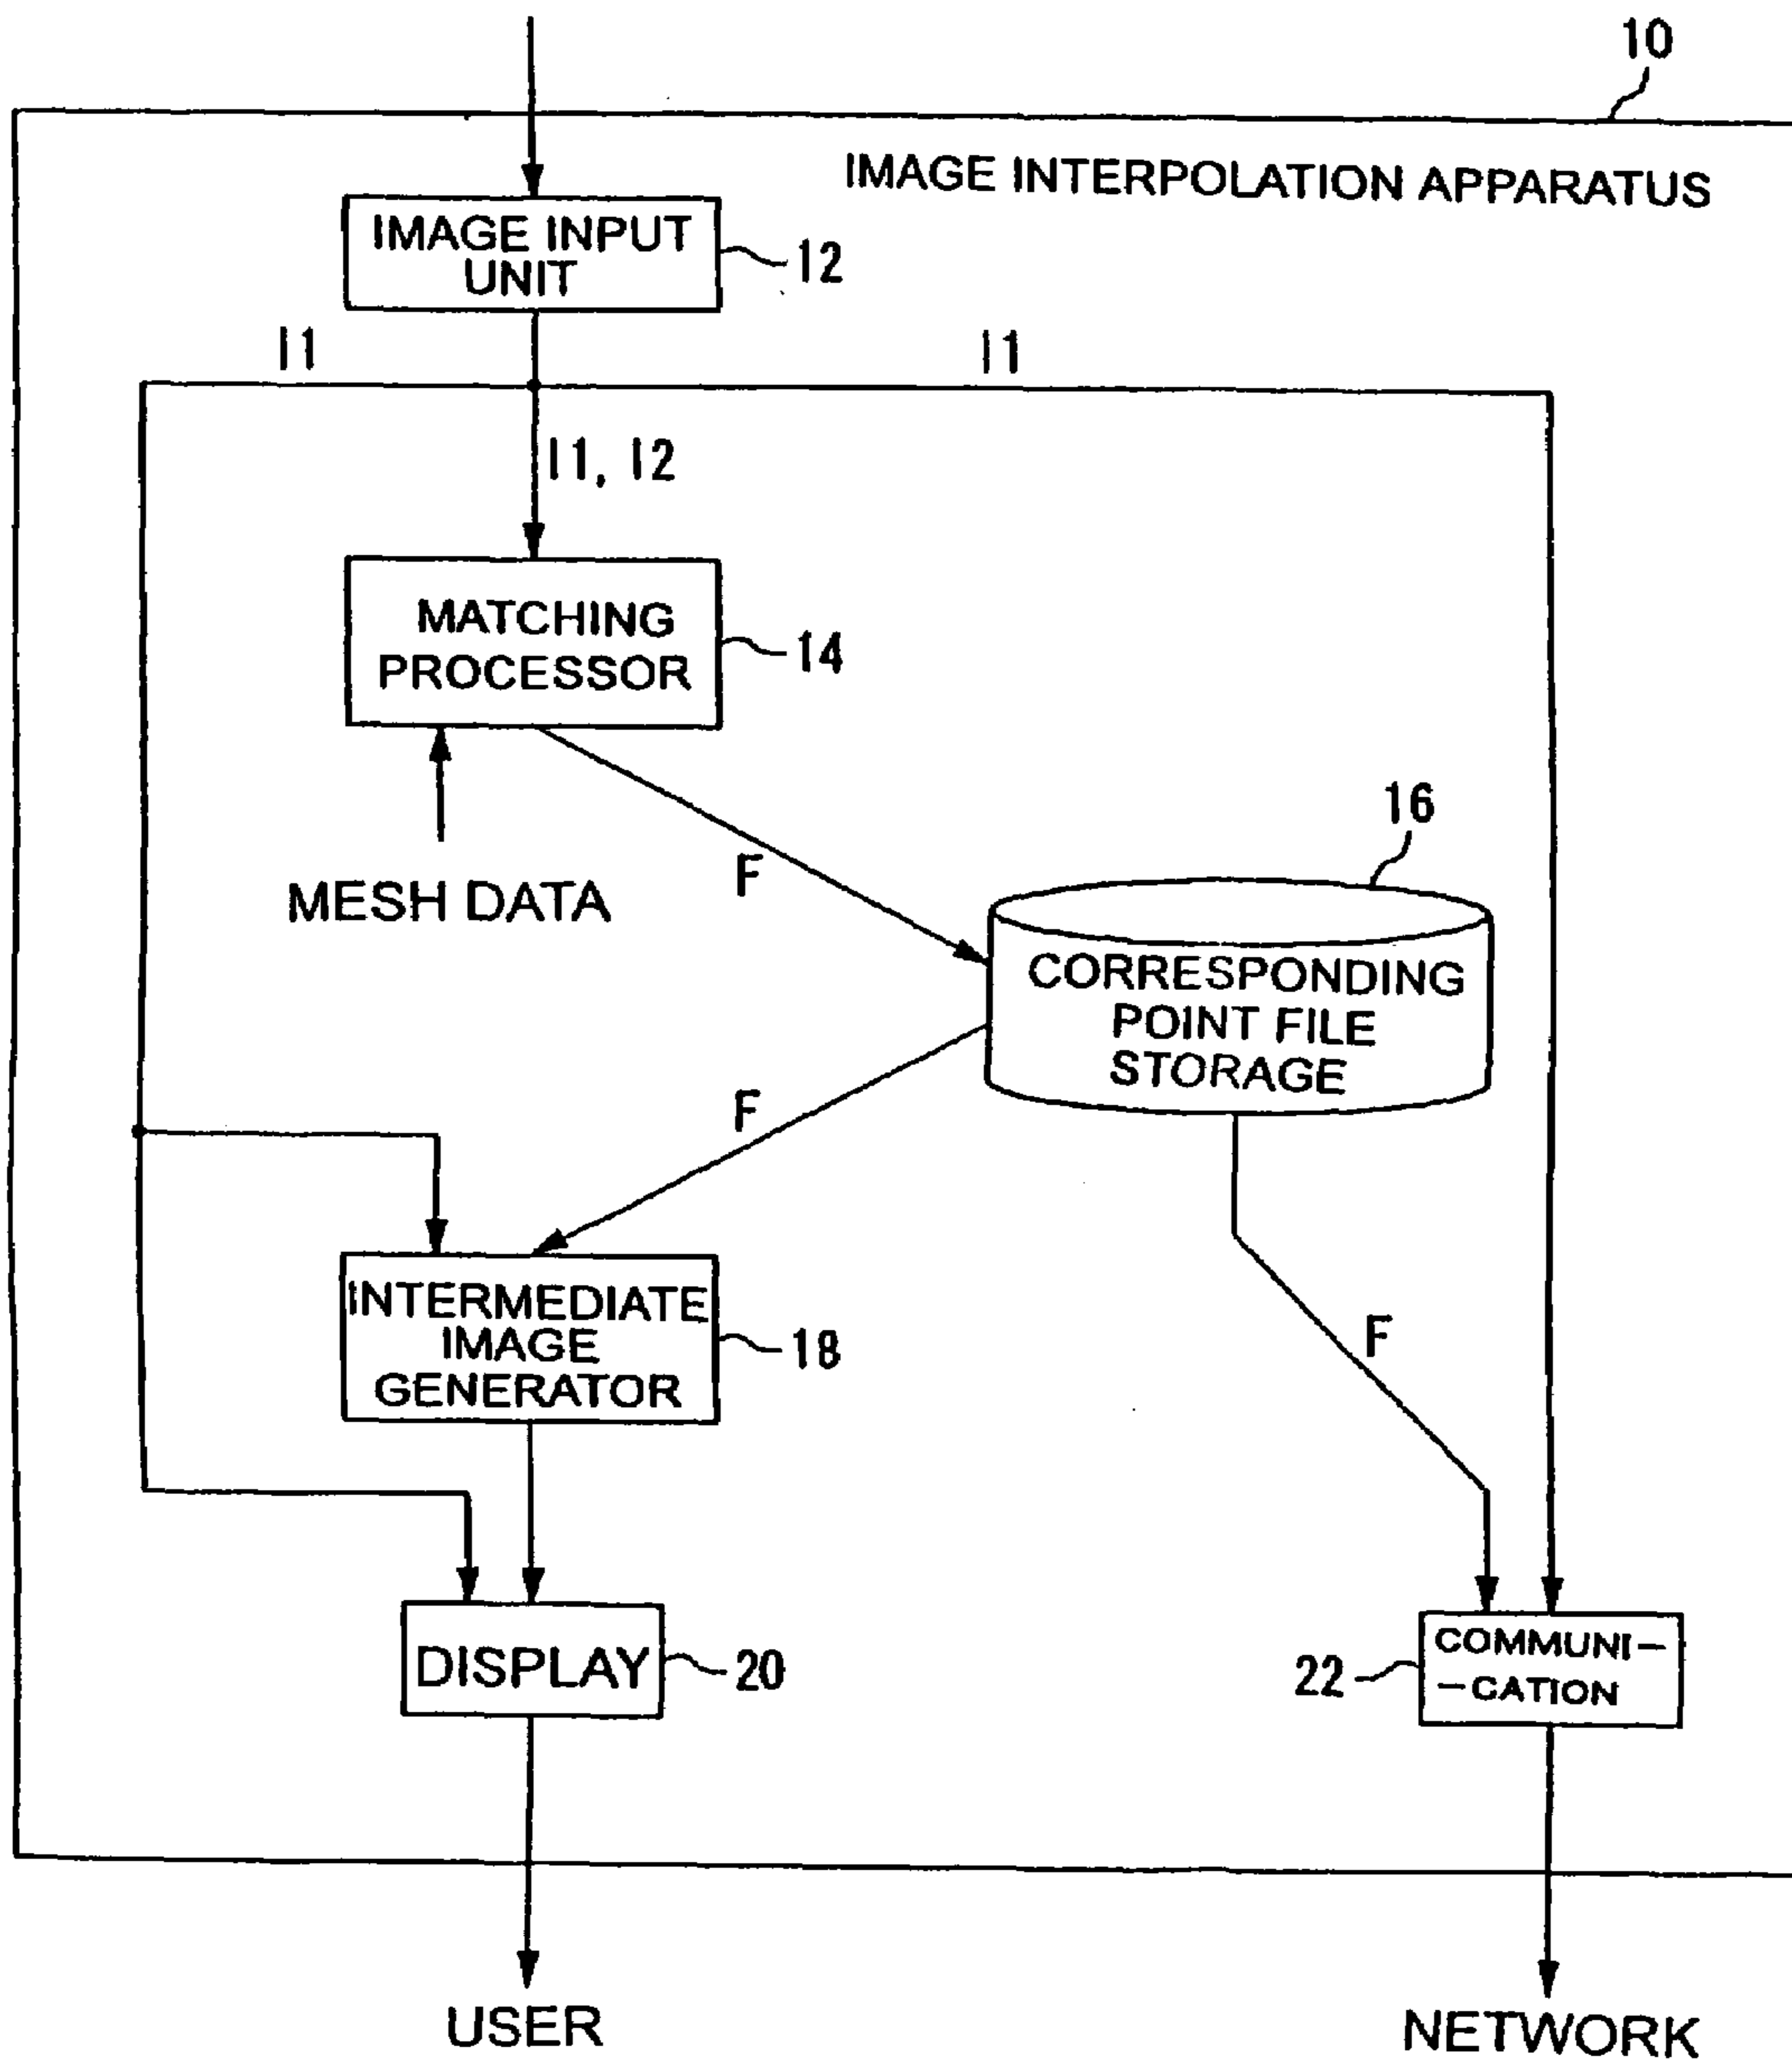 10
IMAGE INTERPOLATION APPARATUS
IMAGE INPUT
UNIT
12
I1
I1
I1, I2
MATCHING
PROCESSOR
14
MESH DATA
F
16
CORRESPONDING
POINT FILE
STORAGE
F
INTERMEDIATE
IMAGE
GENERATOR
18
F
DISPLAY
20
22
COMMUNI-
-CATION
USER
NETWORK